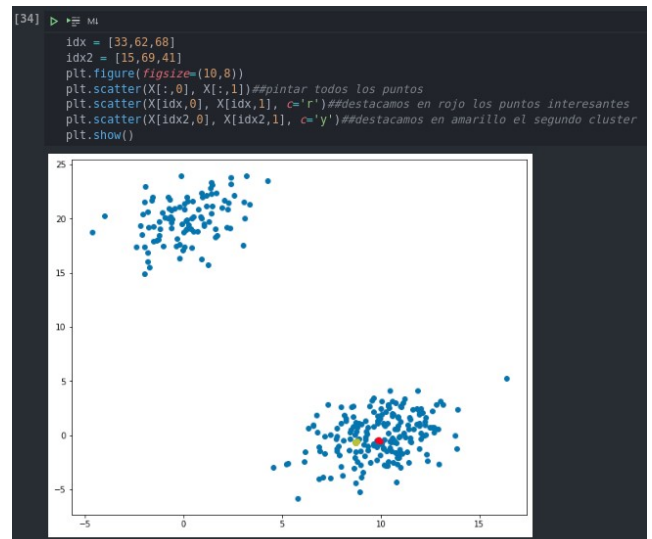 [34] M↓
idx = [33,62,68]
idx2 = [15,69,41]
plt.figure(figsize=(10,8))
plt.scatter(X[:,0], X[:,1])##pintar todos los puntos
plt.scatter(X[idx,0], X[idx,1], c='r')##destacamos en rojo los puntos interesantes
plt.scatter(X[idx2,0], X[idx2,1], c='y')##destacamos en amarillo el segundo cluster
plt.show()
25
20
15
10
5
0
−5
−5 0 5 10 15